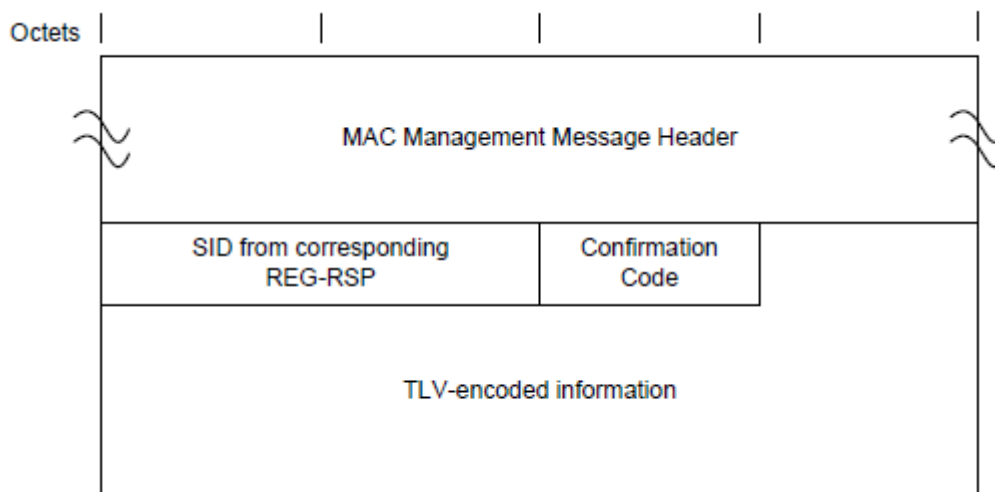 Octets
MAC Management Message Header
SID from corresponding
REG-RSP
Confirmation
Code
TLV-encoded information